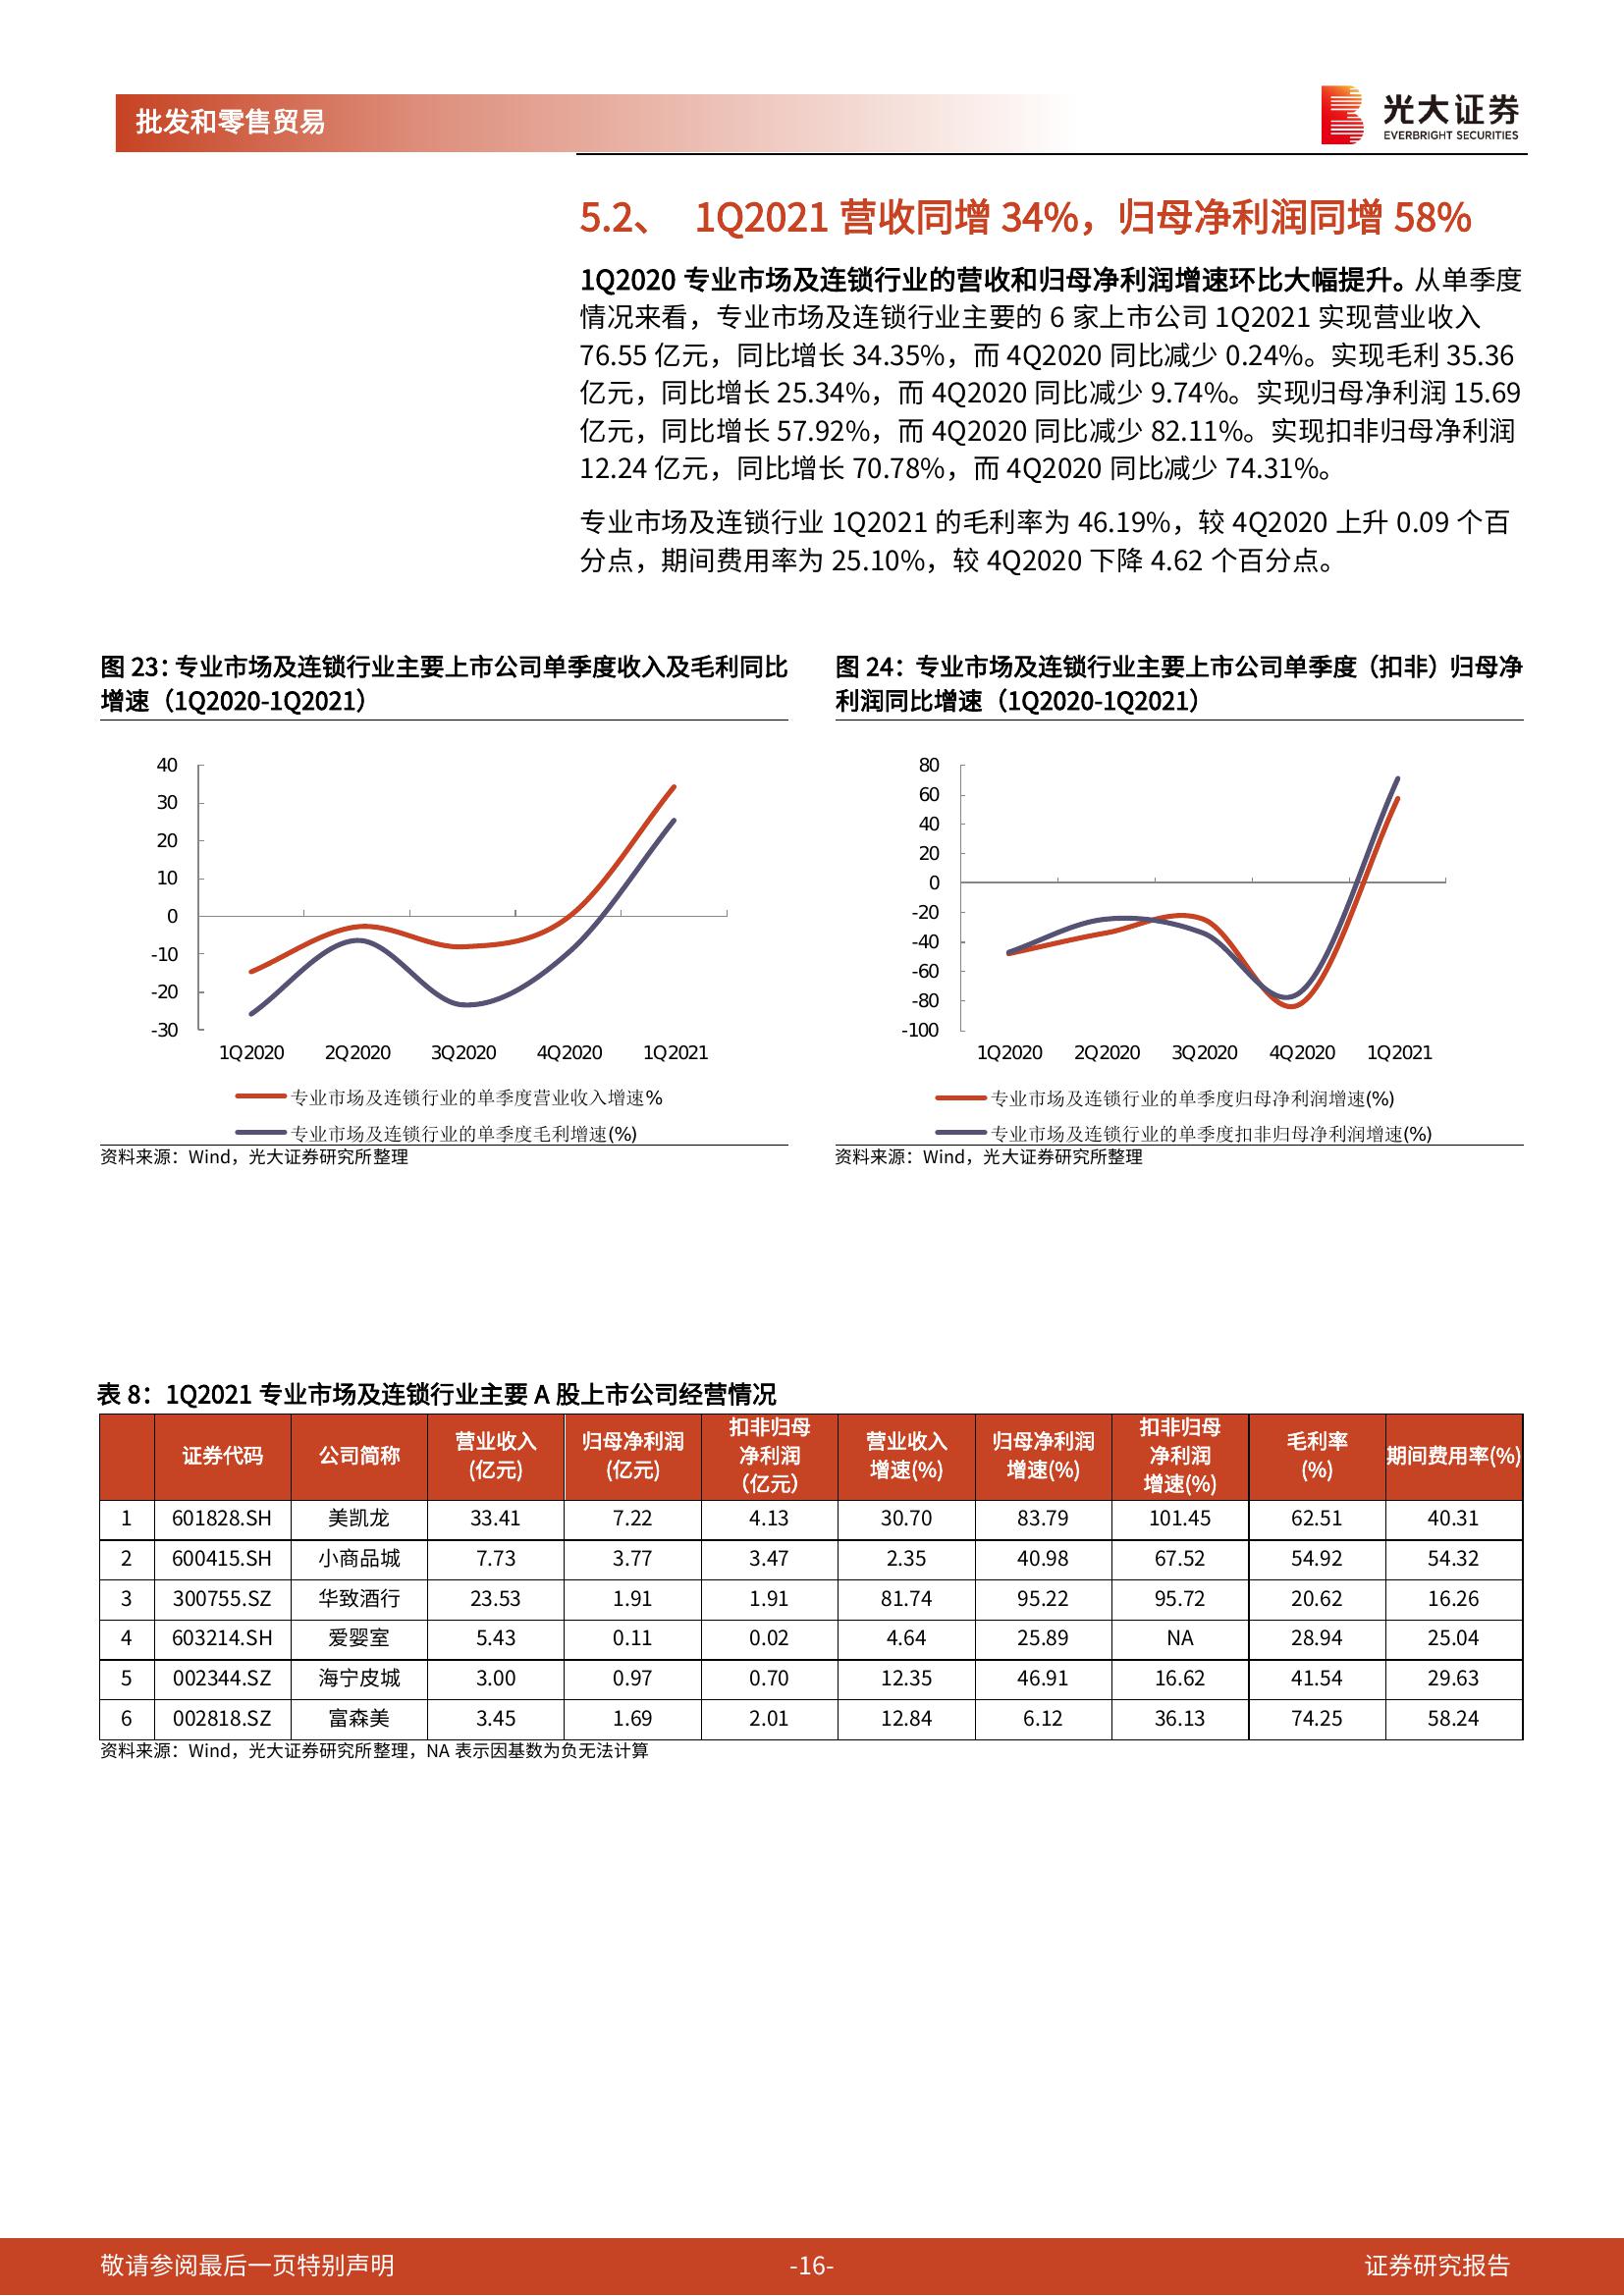 批发和零售贸易
光大证券
EVERBRIGHT SECURITIES
5.2、 1Q2021 营收同增 34%，归母净利润同增 58%
1Q2020 专业市场及连锁行业的营收和归母净利润增速环比大幅提升。从单季度
情况来看，专业市场及连锁行业主要的 6 家上市公司 1Q2021 实现营业收入
76.55 亿元，同比增长 34.35%，而 4Q2020 同比减少 0.24%。实现毛利 35.36
亿元，同比增长 25.34%，而 4Q2020 同比减少 9.74%。实现归母净利润 15.69
亿元，同比增长 57.92%，而 4Q2020 同比减少 82.11%。实现扣非归母净利润
12.24 亿元，同比增长 70.78%，而 4Q2020 同比减少 74.31%。
专业市场及连锁行业 1Q2021 的毛利率为 46.19%，较 4Q2020 上升 0.09 个百
分点，期间费用率为 25.10%，较 4Q2020 下降 4.62 个百分点。
图 23：专业市场及连锁行业主要上市公司单季度收入及毛利同比
增速（1Q2020-1Q2021）
40
30
20
10
0
-10
-20
-30
1Q2020 2Q2020 3Q2020 4Q2020 1Q2021
专业市场及连锁行业的单季度营业收入增速%
专业市场及连锁行业的单季度毛利增速(%)
资料来源：Wind，光大证券研究所整理
图 24：专业市场及连锁行业主要上市公司单季度（扣非）归母净
利润同比增速（1Q2020-1Q2021）
80
60
40
20
0
-20
-40
-60
-80
-100
1Q2020 2Q2020 3Q2020 4Q2020 1Q2021
专业市场及连锁行业的单季度归母净利润增速(%)
专业市场及连锁行业的单季度扣非归母净利润增速(%)
资料来源：Wind，光大证券研究所整理
表 8：1Q2021 专业市场及连锁行业主要 A 股上市公司经营情况
证券代码 公司简称 营业收入(亿元) 归母净利润(亿元) 扣非归母净利润（亿元） 营业收入增速(%) 归母净利润增速(%) 扣非归母净利润增速(%) 毛利率(%) 期间费用率(%)
1 601828.SH 美凯龙 33.41 7.22 4.13 30.70 83.79 101.45 62.51 40.31
2 600415.SH 小商品城 7.73 3.77 3.47 2.35 40.98 67.52 54.92 54.32
3 300755.SZ 华致酒行 23.53 1.91 1.91 81.74 95.22 95.72 20.62 16.26
4 603214.SH 爱婴室 5.43 0.11 0.02 4.64 25.89 NA 28.94 25.04
5 002344.SZ 海宁皮城 3.00 0.97 0.70 12.35 46.91 16.62 41.54 29.63
6 002818.SZ 富森美 3.45 1.69 2.01 12.84 6.12 36.13 74.25 58.24
资料来源：Wind，光大证券研究所整理，NA 表示因基数为负无法计算
敬请参阅最后一页特别声明 -16- 证券研究报告